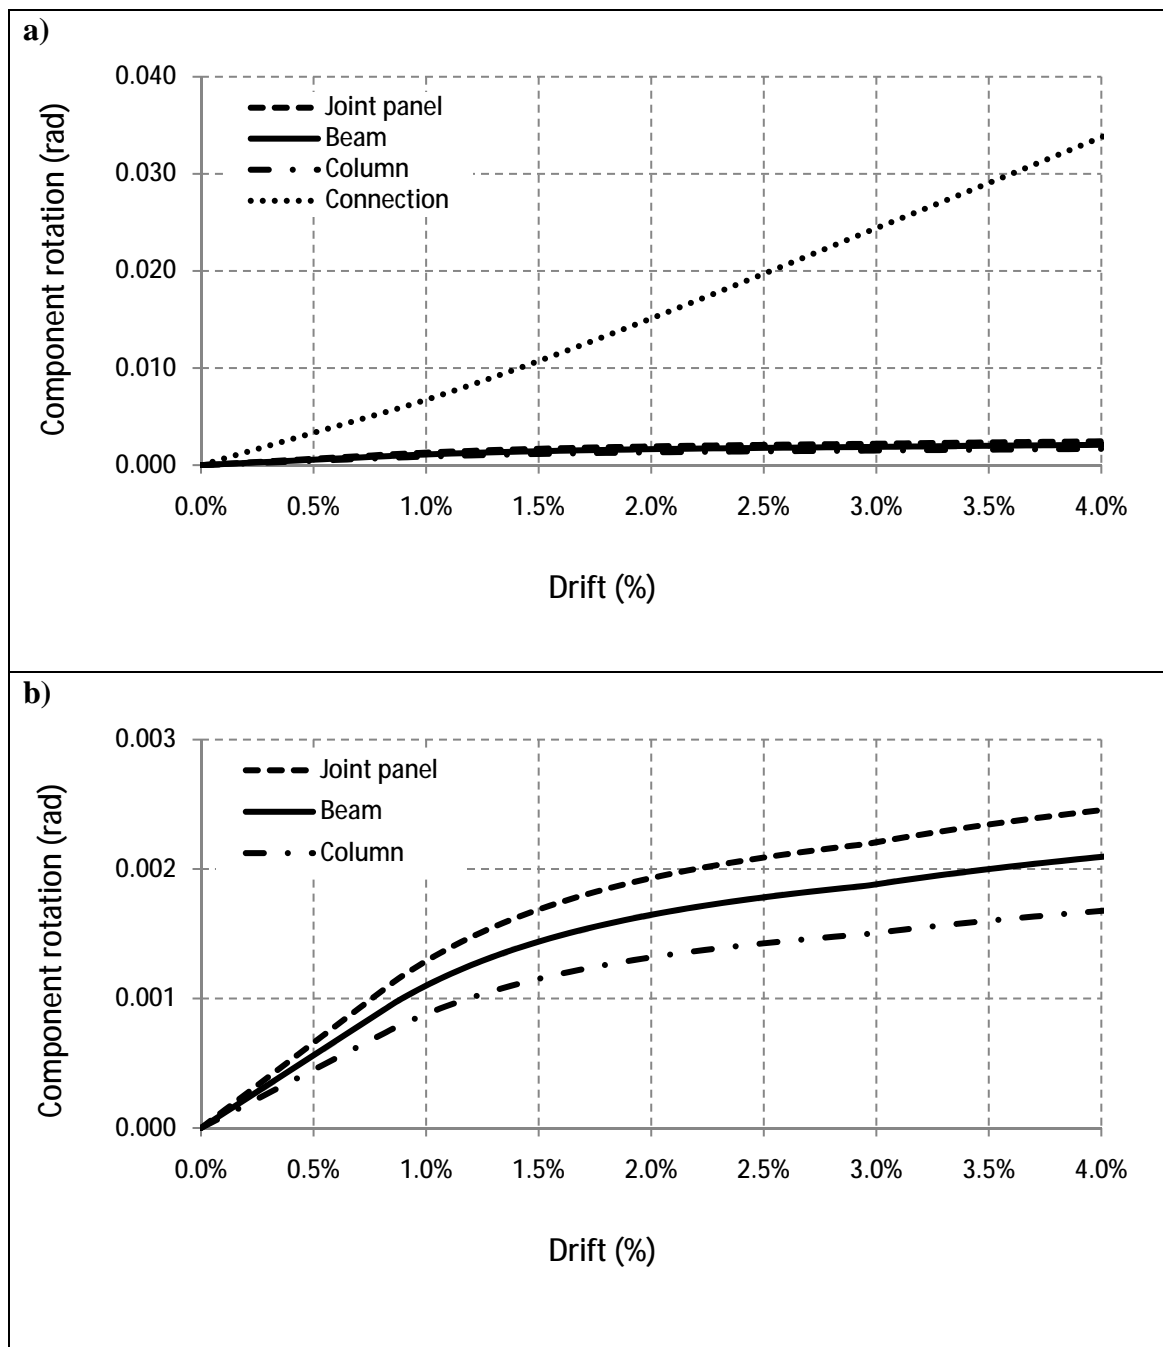 a)
Component rotation (rad)
0.040
0.030
0.020
0.010
0.000
Joint panel
Beam
Column
Connection
0.0% 0.5% 1.0% 1.5% 2.0% 2.5% 3.0% 3.5% 4.0%
Drift (%)
b)
Component rotation (rad)
0.003
0.002
0.001
0.000
Joint panel
Beam
Column
0.0% 0.5% 1.0% 1.5% 2.0% 2.5% 3.0% 3.5% 4.0%
Drift (%)